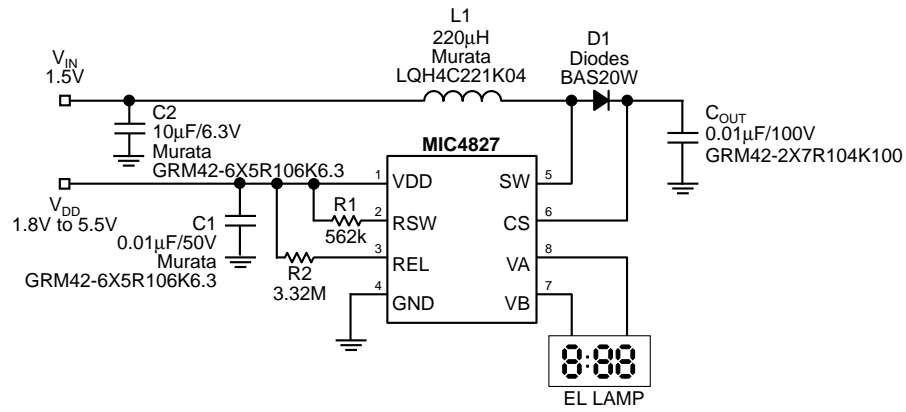 L1
220µH
Murata
LQH4C221K04
D1
Diodes
BAS20W
VIN
1.5V
C2
10µF/6.3V
Murata
GRM42-6X5R106K6.3
COUT
0.01µF/100V
GRM42-2X7R104K100
MIC4827
VDD
1.8V to 5.5V
C1
0.01µF/50V
Murata
GRM42-6X5R106K6.3
R1
562k
R2
3.32M
1 VDD SW 5
2 RSW CS 6
3 REL VA 8
4 GND VB 7
8:88
EL LAMP